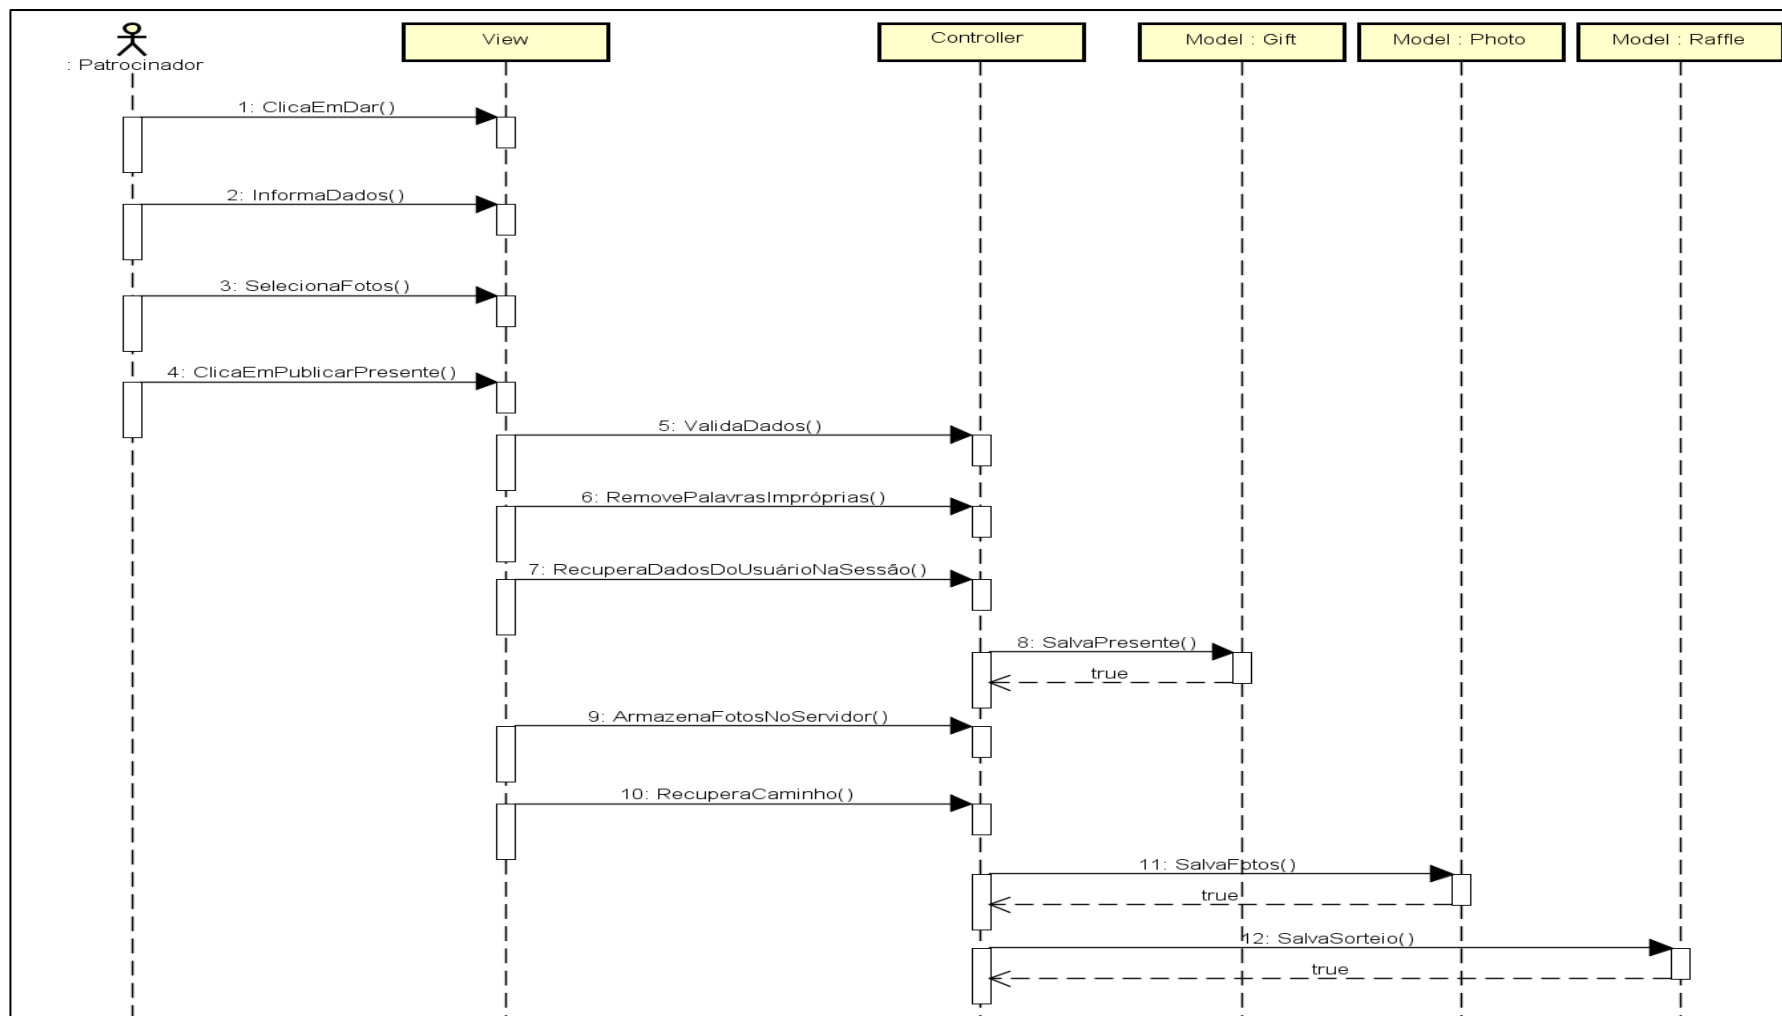 View
Controller
Model : Gift
Model : Photo
Model : Raffle
: Patrocinador
1: ClicaEmDar()
2: InformaDados()
3: SelecionaFotos()
4: ClicaEmPublicarPresente()
5: ValidaDados()
6: RemovePalavrasImpróprias()
7: RecuperaDadosDoUsuárioNaSessão()
8: SalvaPresente()
true
9: ArmazenaFotosNoServidor()
10: RecuperaCaminho()
11: SalvaFotos()
true
12: SalvaSorteio()
true